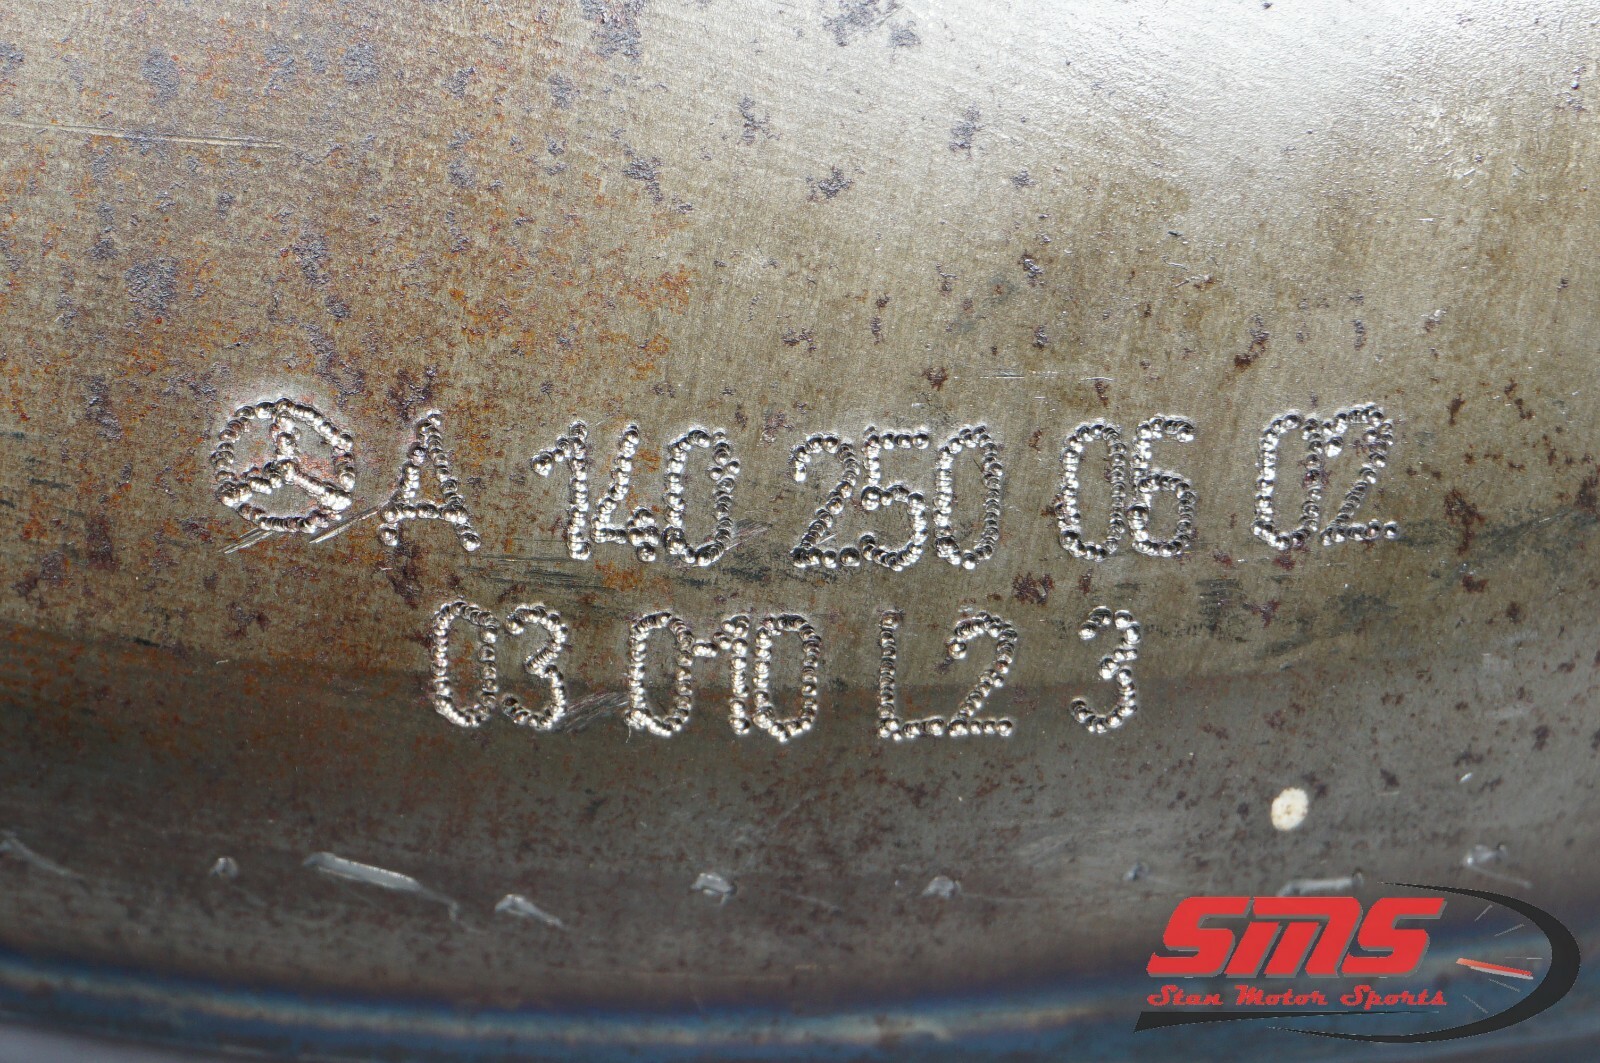 A 140 250 06 02
03 010 L2 3
SMS
Stan Motor Sports